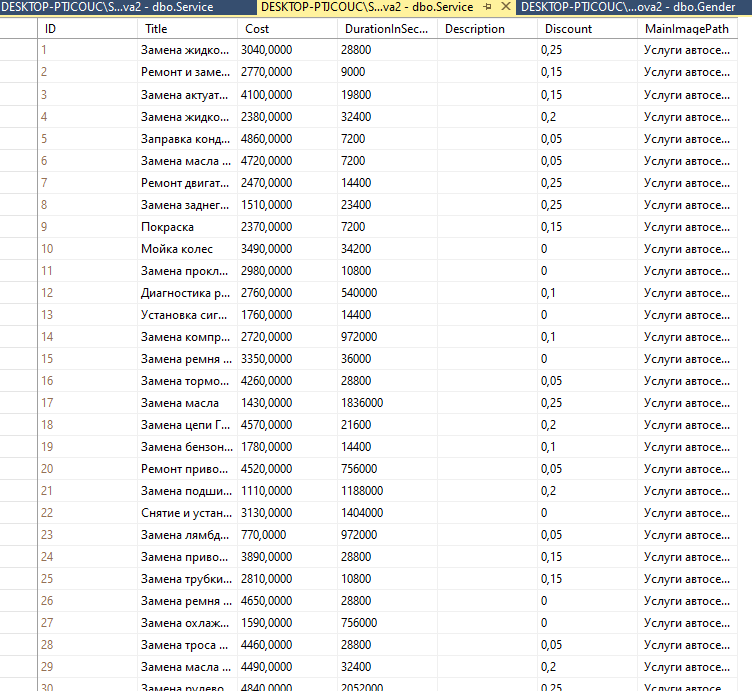 DESKTOP-PTJCOUC\S...va2 - dbo.Service DESKTOP-PTJCOUC\S...va2 - dbo.Service DESKTOP-PTJCOUC\...ova2 - dbo.Gender
ID Title Cost DurationInSec... Description Discount MainImagePath
1 Замена жидко... 3040,0000 28800 0,25 Услуги автосе...
2 Ремонт и заме... 2770,0000 9000 0,15 Услуги автосе...
3 Замена актуат... 4100,0000 19800 0,15 Услуги автосе...
4 Замена жидко... 2380,0000 32400 0,2 Услуги автосе...
5 Заправка конд... 4860,0000 7200 0,05 Услуги автосе...
6 Замена масла ... 4720,0000 7200 0,05 Услуги автосе...
7 Ремонт двигат... 2470,0000 14400 0,25 Услуги автосе...
8 Замена заднег... 1510,0000 23400 0,25 Услуги автосе...
9 Покраска 2370,0000 7200 0,15 Услуги автосе...
10 Мойка колес 3490,0000 34200 0 Услуги автосе...
11 Замена прокл... 2980,0000 10800 0 Услуги автосе...
12 Диагностика р... 2760,0000 540000 0,1 Услуги автосе...
13 Установка сиг... 1760,0000 14400 0 Услуги автосе...
14 Замена компр... 2720,0000 972000 0,1 Услуги автосе...
15 Замена ремня ... 3350,0000 36000 0 Услуги автосе...
16 Замена тормо... 4260,0000 28800 0,05 Услуги автосе...
17 Замена масла 1430,0000 1836000 0,25 Услуги автосе...
18 Замена цепи Г... 4570,0000 21600 0,2 Услуги автосе...
19 Замена бензон... 1780,0000 14400 0,1 Услуги автосе...
20 Ремонт приво... 4520,0000 756000 0,05 Услуги автосе...
21 Замена подши... 1110,0000 1188000 0,2 Услуги автосе...
22 Снятие и устан... 3130,0000 1404000 0 Услуги автосе...
23 Замена лямбд... 770,0000 972000 0,05 Услуги автосе...
24 Замена приво... 3890,0000 28800 0,15 Услуги автосе...
25 Замена трубки... 2810,0000 10800 0,15 Услуги автосе...
26 Замена ремня ... 4650,0000 28800 0 Услуги автосе...
27 Замена охлаж... 1590,0000 756000 0 Услуги автосе...
28 Замена троса ... 4460,0000 28800 0,05 Услуги автосе...
29 Замена масла ... 4490,0000 32400 0,2 Услуги автосе...
30 Замена рулево... 4840,0000 2052000 0,25 Услуги автосе...